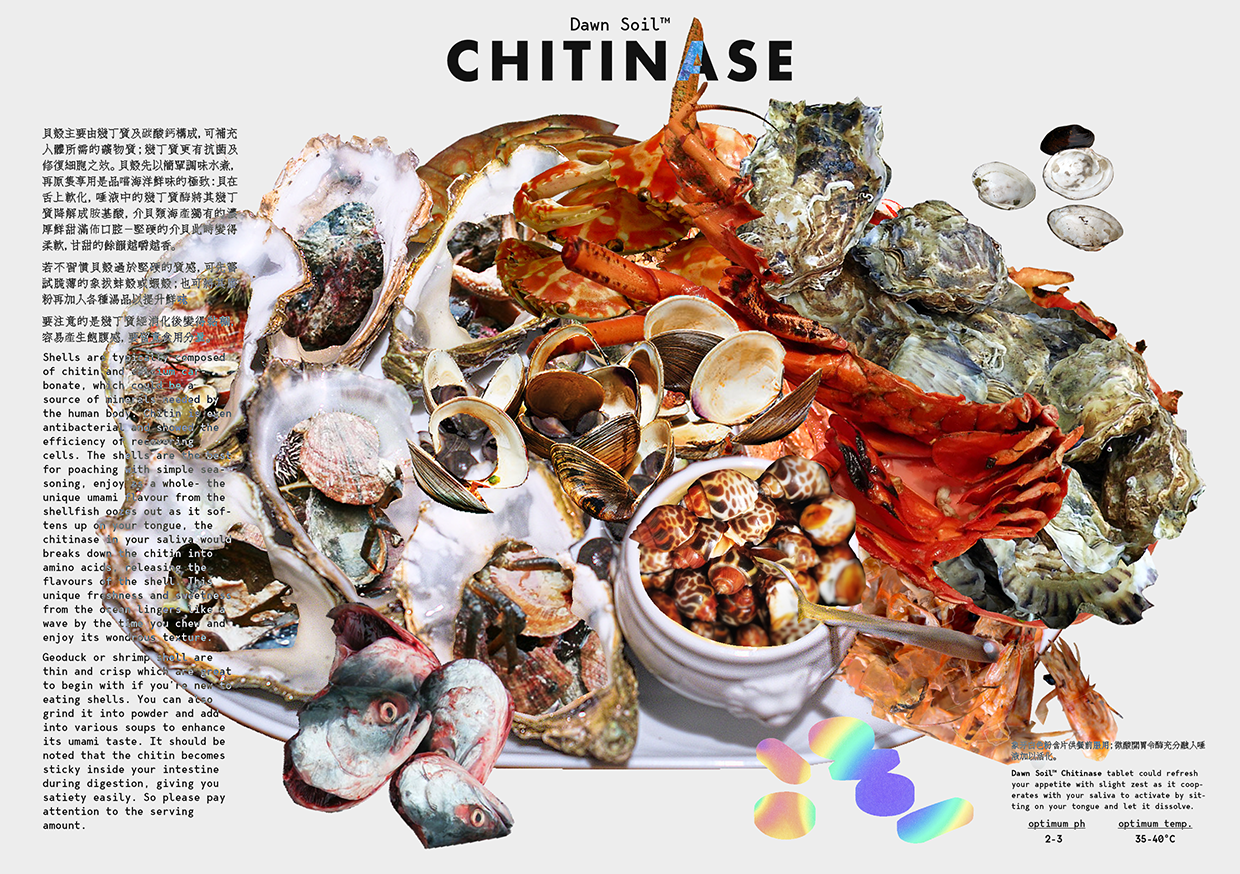 Dawn Soil™
CHITINASE
貝殼主要由幾丁質及碳酸鈣構成, 可補充
人體所需的礦物質; 幾丁質更有抗菌及
修復細胞之效。貝殼先以簡單調味水煮,
再原隻享用是品嚐海洋鮮味的極致: 貝在
舌上軟化, 唾液中的幾丁質酶將其幾丁
質降解成胺基酸, 介貝類海產獨有的濃
厚鮮甜滿佈口腔—堅硬的介貝此時變得
柔軟, 甘甜的餘韻越嚼越香。
若不習慣貝殼過於堅硬的質感, 可先嘗
試脆薄的象拔蚌殼或蝦殼; 也可
粉再加入各種湯品以提升鮮味
要注意的是幾丁質經消化後變得
容易產生飽腹感,
Shells are typically composed
of chitin and calcium car-
bonate, which could be a
source of minerals needed by
the human body. Chitin is even
antibacterial and shows the
efficiency of recovering
cells. The shells are the best
for poaching with simple sea-
soning, enjoy as a whole- the
unique umami flavour from the
shellfish oozes out as it sof-
tens up on your tongue, the
chitinase in your saliva would
breaks down the chitin into
amino acids, releasing the
flavours of the shell. This
unique freshness and sweetness
from the ocean lingers like a
wave by the time you chew and
enjoy its wondrous texture.
Geoduck or shrimp shell are
thin and crisp which are great
to begin with if you're new to
eating shells. You can also
grind it into powder and add
into various soups to enhance
its umami taste. It should be
noted that the chitin becomes
sticky inside your intestine
during digestion, giving you
satiety easily. So please pay
attention to the serving
amount.
含片供餐前服用; 微酸開胃令酶充分融入唾
液加以活化。
Dawn Soil™ Chitinase tablet could refresh
your appetite with slight zest as it coop-
erates with your saliva to activate by sit-
ting on your tongue and let it dissolve.
optimum ph optimum temp.
2-3 35-40°C